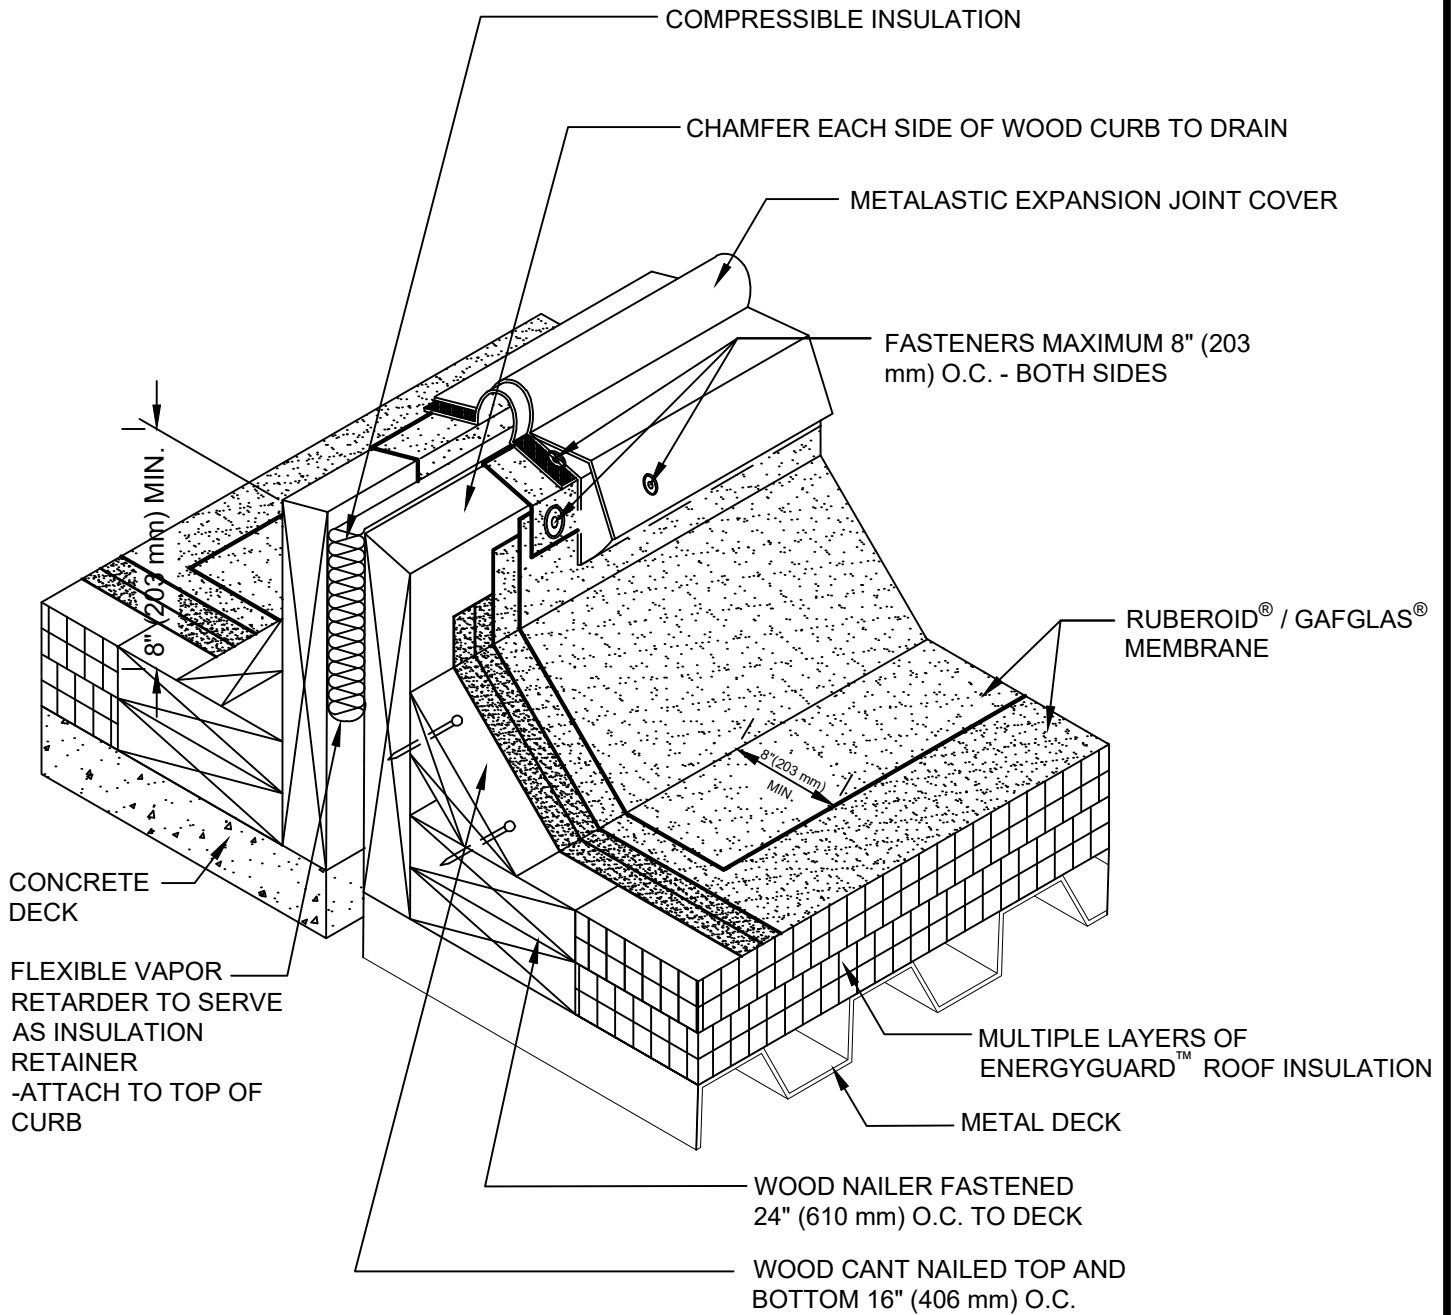 COMPRESSIBLE INSULATION
CHAMFER EACH SIDE OF WOOD CURB TO DRAIN
METALASTIC EXPANSION JOINT COVER
FASTENERS MAXIMUM 8" (203
mm) O.C. - BOTH SIDES
8" (203 mm) MIN.
RUBEROID® / GAFGLAS®
MEMBRANE
8"(203 mm)
MIN.
CONCRETE
DECK
FLEXIBLE VAPOR
RETARDER TO SERVE
AS INSULATION
RETAINER
-ATTACH TO TOP OF
CURB
MULTIPLE LAYERS OF
ENERGYGUARD™ ROOF INSULATION
METAL DECK
WOOD NAILER FASTENED
24" (610 mm) O.C. TO DECK
WOOD CANT NAILED TOP AND
BOTTOM 16" (406 mm) O.C.